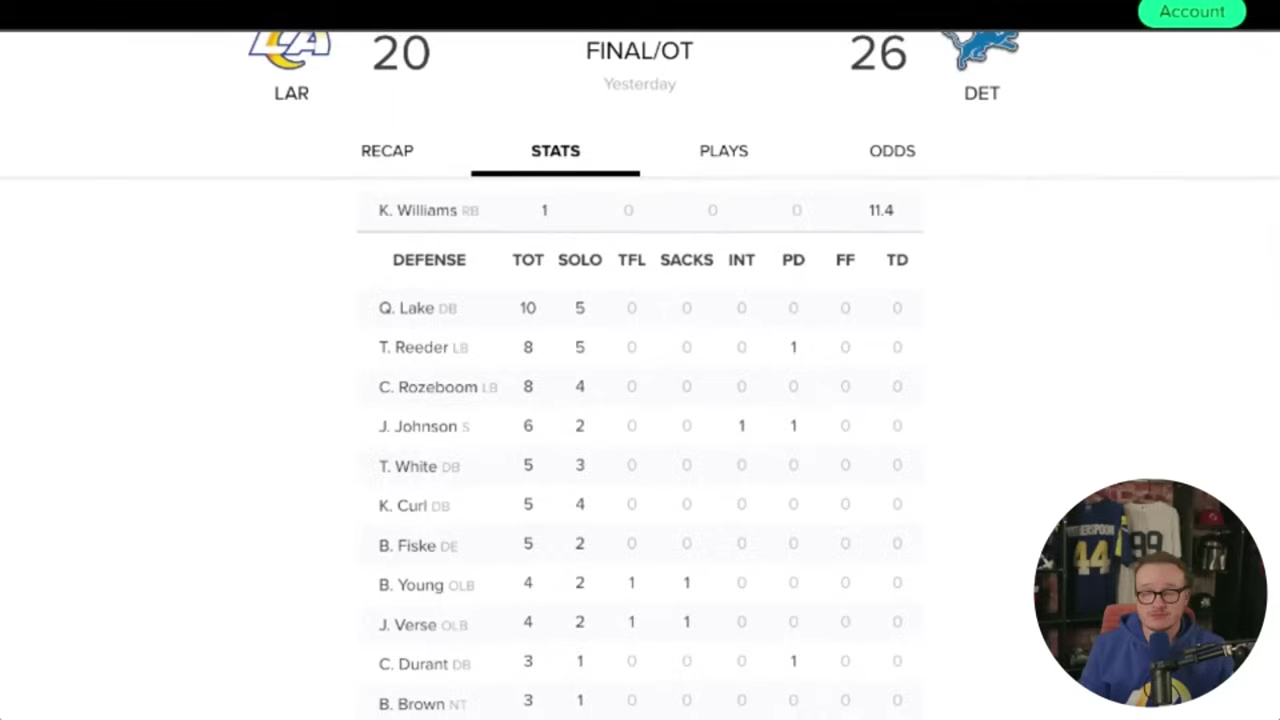 Account
LA 20 FINAL/OT 26
Yesterday
LAR DET
RECAP STATS PLAYS ODDS
K. Williams RB 1 0 0 0 11.4
DEFENSE TOT SOLO TFL SACKS INT PD FF TD
Q. Lake DB 10 5 0 0 0 0 0 0
T. Reeder LB 8 5 0 0 0 1 0 0
C. Rozeboom LB 8 4 0 0 0 0 0 0
J. Johnson S 6 2 0 0 1 1 0 0
T. White DB 5 3 0 0 0 0 0 0
K. Curl DB 5 4 0 0 0 0 0 0
B. Fiske DE 5 2 0 0 0 0 0 0
B. Young OLB 4 2 1 1 0 0 0 0
J. Verse OLB 4 2 1 1 0 0 0 0
C. Durant DB 3 1 0 0 0 1 0 0
B. Brown NT 3 1 0 0 0 0 0 0
44
99